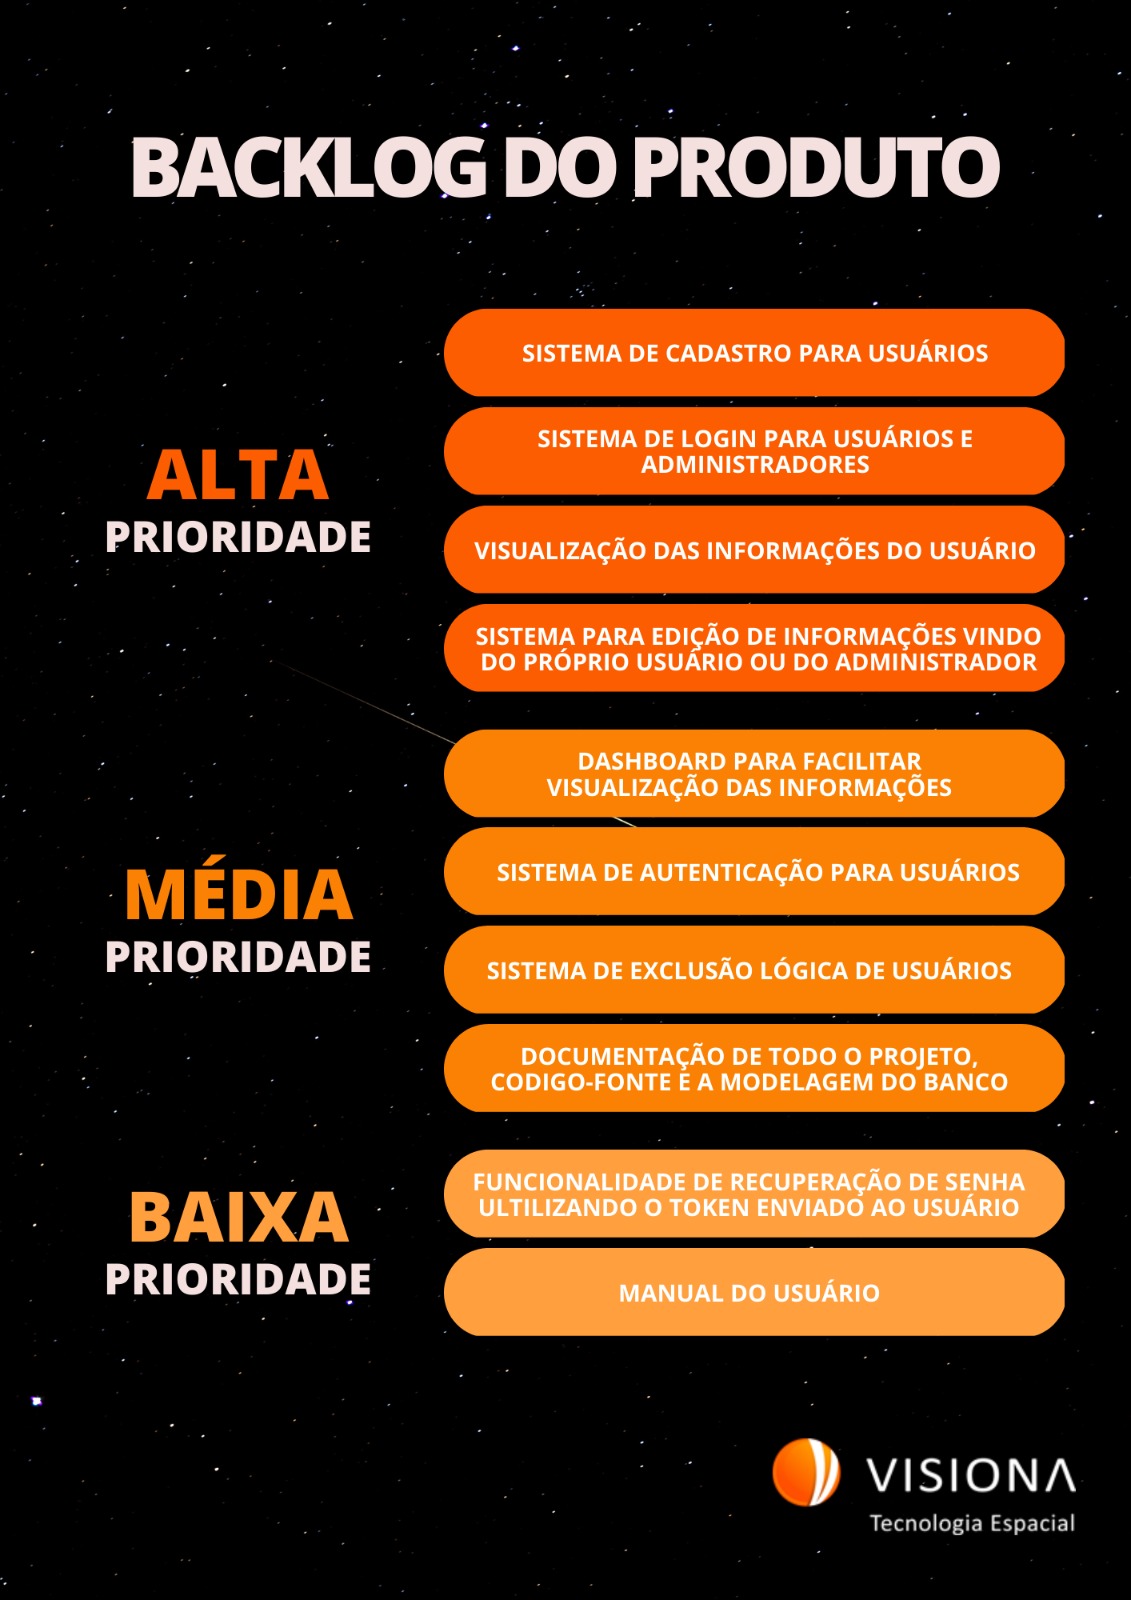 BACKLOG DO PRODUTO
ALTA
PRIORIDADE
SISTEMA DE CADASTRO PARA USUÁRIOS
SISTEMA DE LOGIN PARA USUÁRIOS E
ADMINISTRADORES
VISUALIZAÇÃO DAS INFORMAÇÕES DO USUÁRIO
SISTEMA PARA EDIÇÃO DE INFORMAÇÕES VINDO
DO PRÓPRIO USUÁRIO OU DO ADMINISTRADOR
MÉDIA
PRIORIDADE
DASHBOARD PARA FACILITAR
VISUALIZAÇÃO DAS INFORMAÇÕES
SISTEMA DE AUTENTICAÇÃO PARA USUÁRIOS
SISTEMA DE EXCLUSÃO LÓGICA DE USUÁRIOS
DOCUMENTAÇÃO DE TODO O PROJETO,
CODIGO-FONTE E A MODELAGEM DO BANCO
BAIXA
PRIORIDADE
FUNCIONALIDADE DE RECUPERAÇÃO DE SENHA
ULTILIZANDO O TOKEN ENVIADO AO USUÁRIO
MANUAL DO USUÁRIO
VISIONA
Tecnologia Espacial